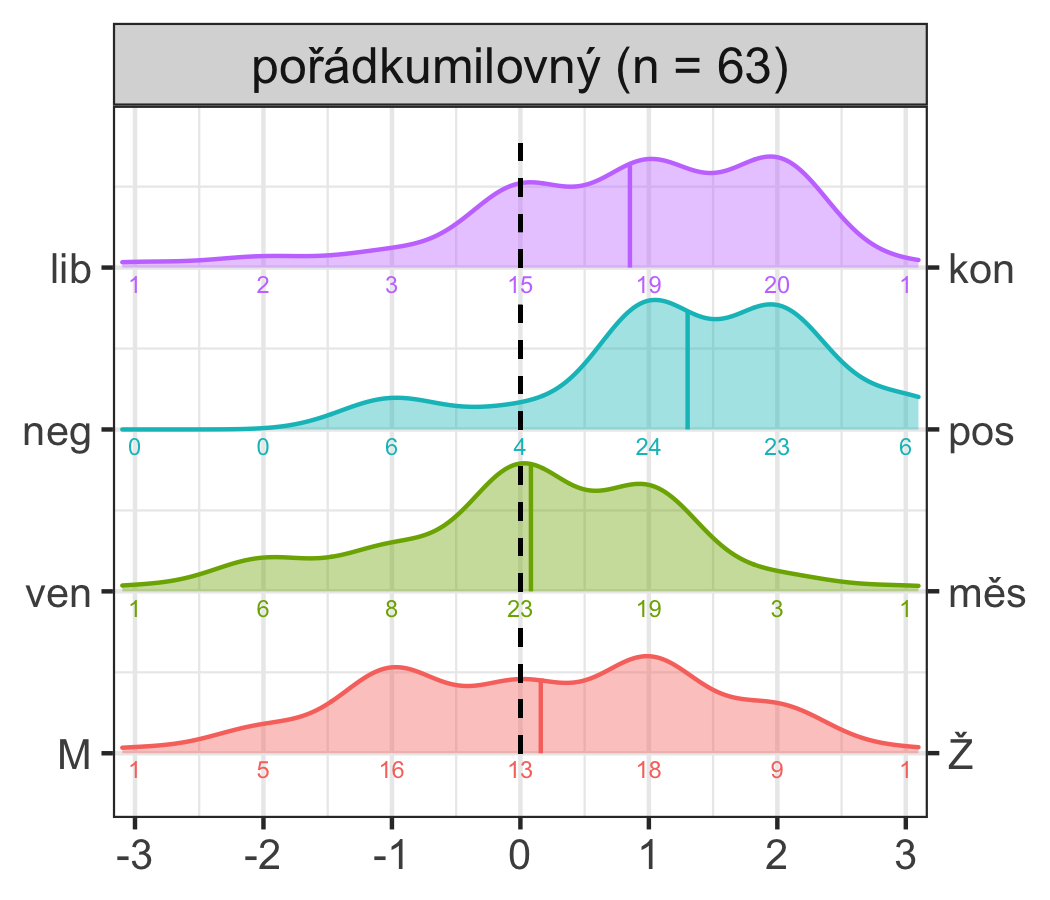 pořádkumilovný (n = 63)
lib kon
1 2 3 15 19 20 1
neg pos
0 0 6 4 24 23 6
ven měs
1 6 8 23 19 3 1
M Ž
1 5 16 13 18 9 1
-3 -2 -1 0 1 2 3